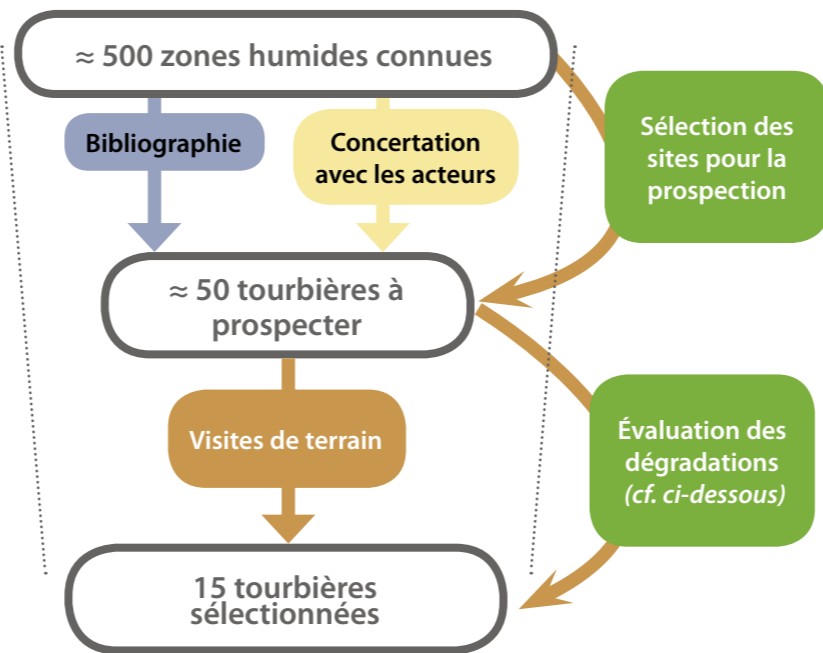 ≈ 500 zones humides connues
Bibliographie
Concertation
avec les acteurs
Sélection des
sites pour la
prospection
≈ 50 tourbières à
prospecter
Visites de terrain
Évaluation des
dégradations
(cf. ci-dessous)
15 tourbières
sélectionnées